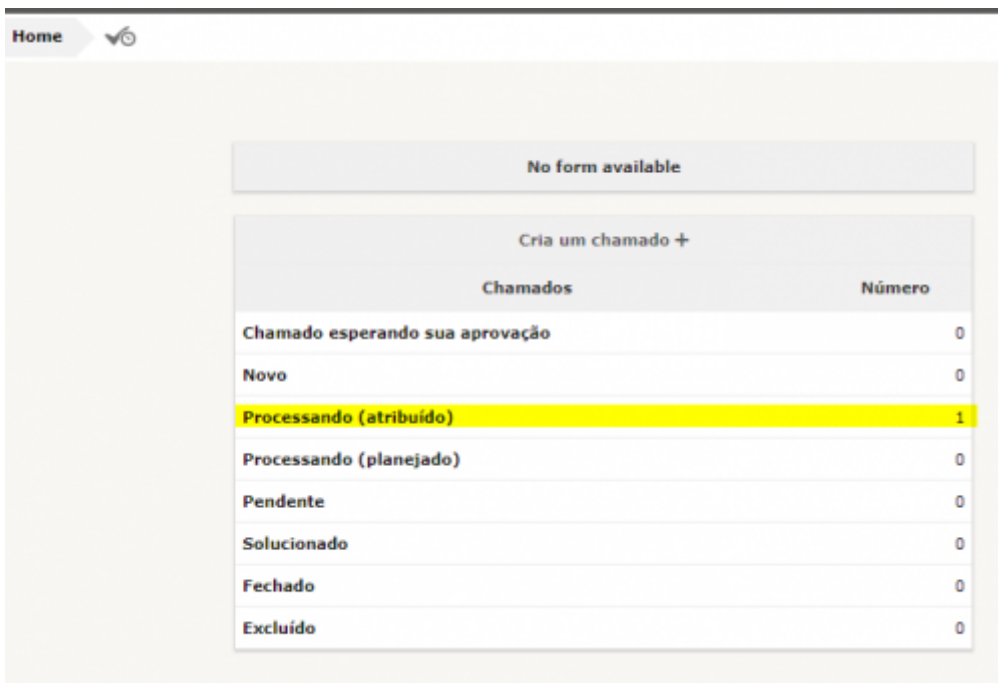 Home
No form available
Cria um chamado +
Chamados Número
Chamado esperando sua aprovação 0
Novo 0
Processando (atribuído) 1
Processando (planejado) 0
Pendente 0
Solucionado 0
Fechado 0
Excluído 0